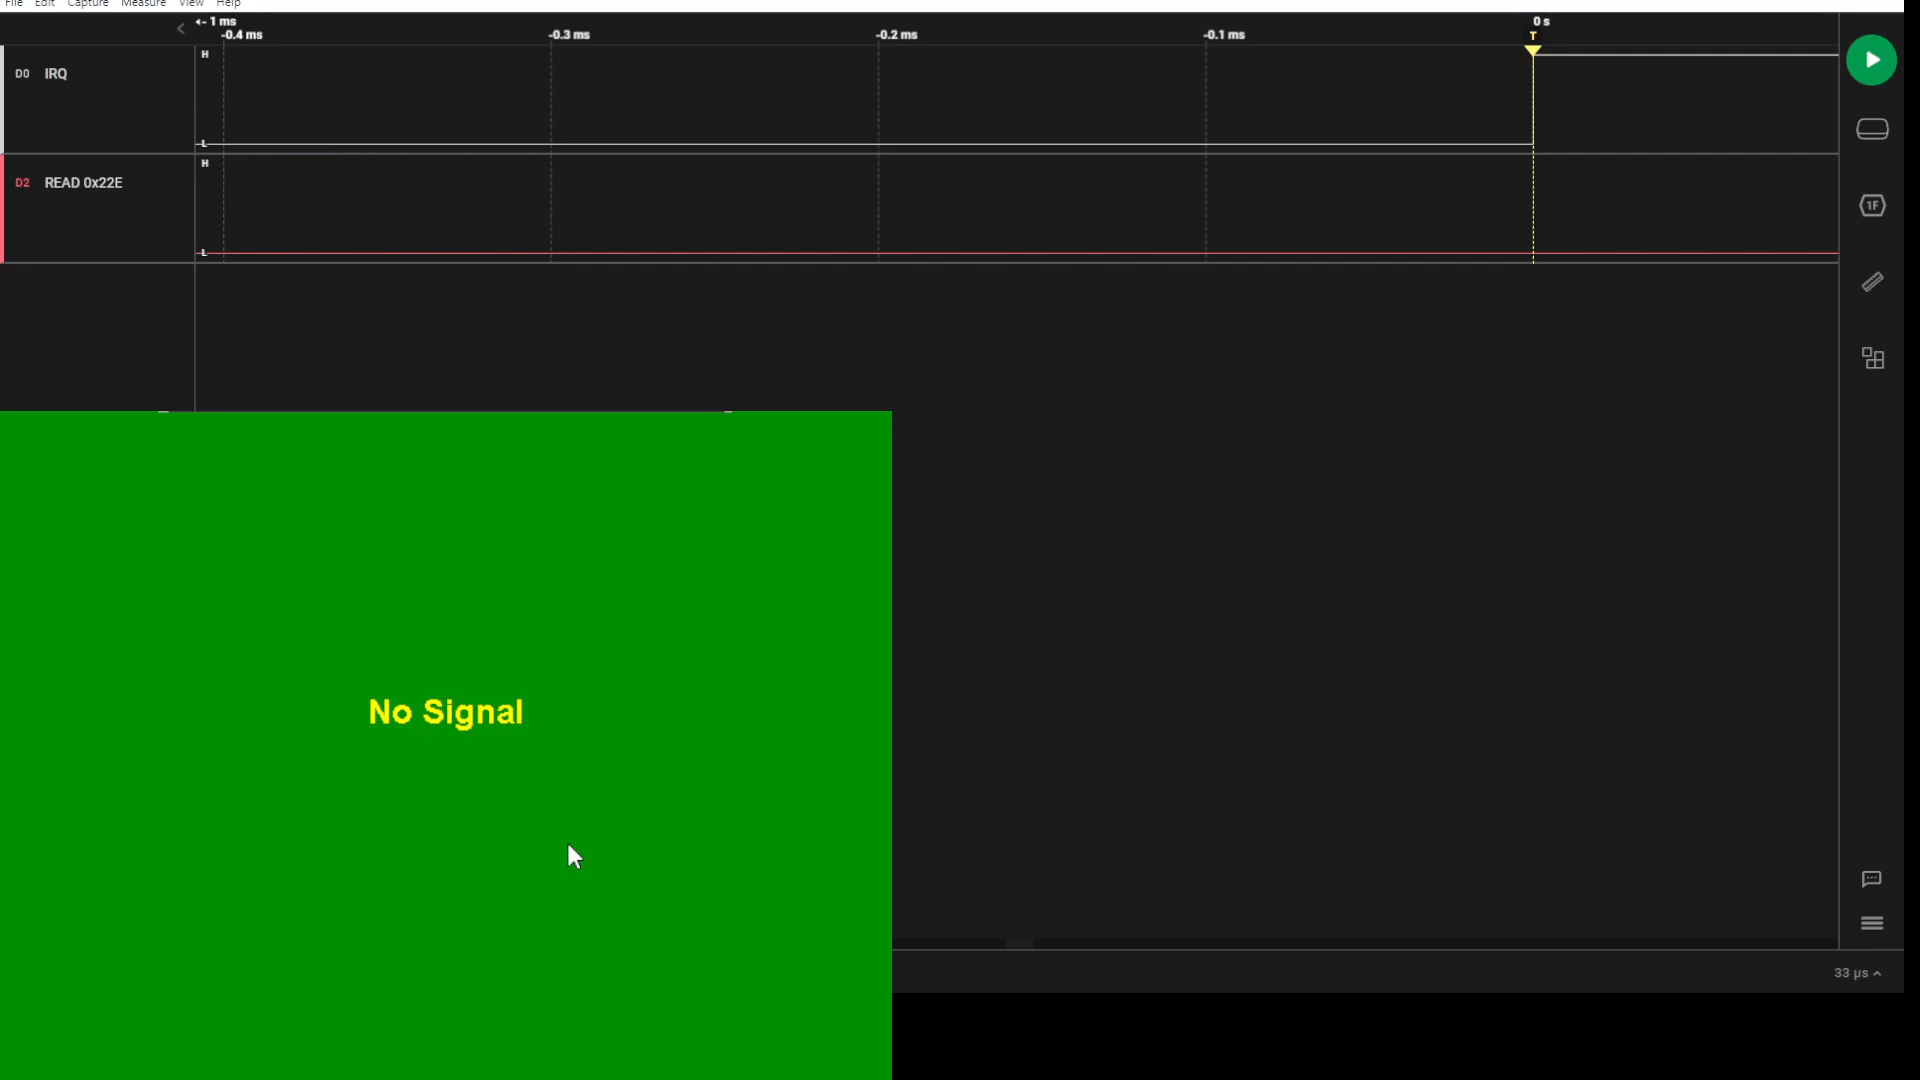 File Edit Capture Measure View Help
- 1 ms
0 s
-0.4 ms -0.3 ms -0.2 ms -0.1 ms T
D0 IRQ H
L
D2 READ 0x22E H
L
1F
No Signal
33 µs